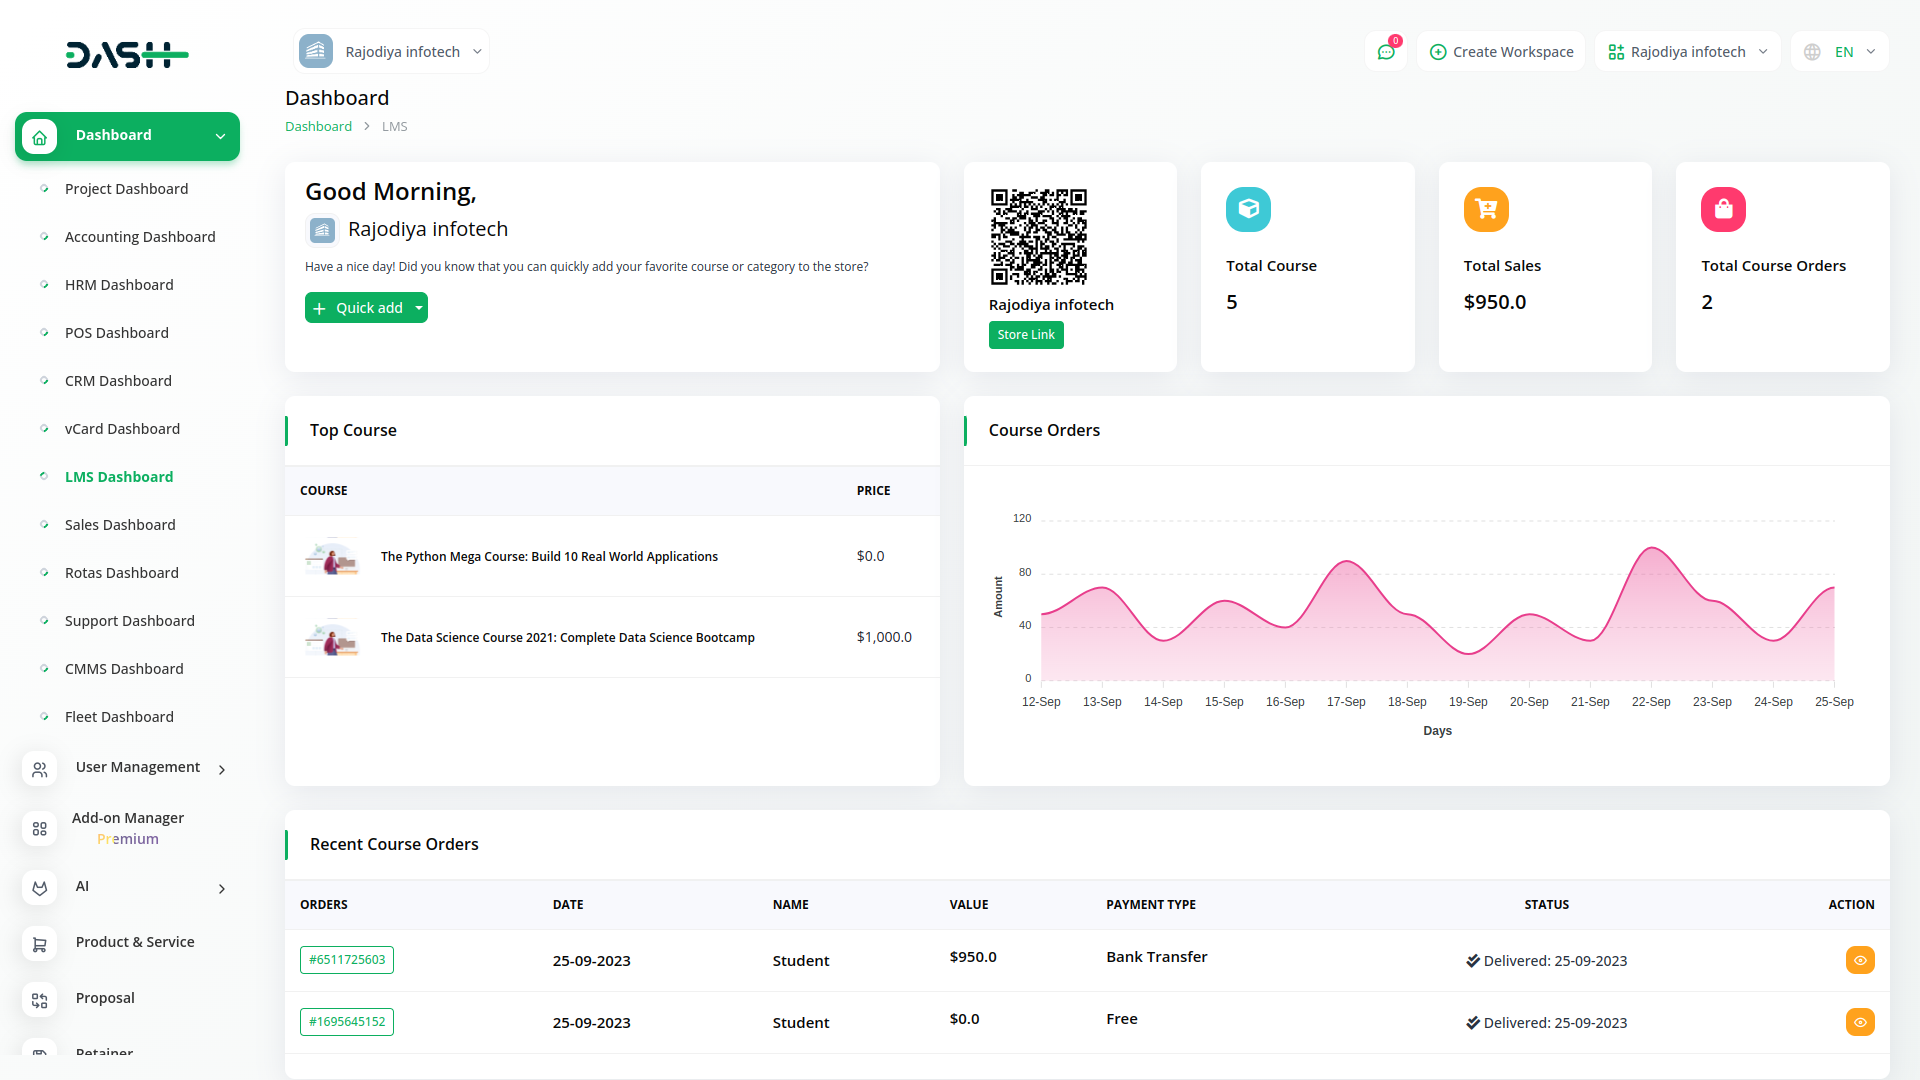 DASH
Rajodiya infotech
0
Create Workspace
Rajodiya infotech
EN
Dashboard
Dashboard > LMS
Dashboard
Project Dashboard
Accounting Dashboard
HRM Dashboard
POS Dashboard
CRM Dashboard
vCard Dashboard
LMS Dashboard
Sales Dashboard
Rotas Dashboard
Support Dashboard
CMMS Dashboard
Fleet Dashboard
User Management
Add-on Manager
Premium
AI
Product & Service
Proposal
Retainer
Good Morning,
Rajodiya infotech
Have a nice day! Did you know that you can quickly add your favorite course or category to the store?
Quick add
Rajodiya infotech
Store Link
Total Course
5
Total Sales
$950.0
Total Course Orders
2
Top Course
COURSE PRICE
The Python Mega Course: Build 10 Real World Applications $0.0
The Data Science Course 2021: Complete Data Science Bootcamp $1,000.0
Course Orders
120
80
40
0
Amount
12-Sep 13-Sep 14-Sep 15-Sep 16-Sep 17-Sep 18-Sep 19-Sep 20-Sep 21-Sep 22-Sep 23-Sep 24-Sep 25-Sep
Days
Recent Course Orders
ORDERS DATE NAME VALUE PAYMENT TYPE STATUS ACTION
#6511725603 25-09-2023 Student $950.0 Bank Transfer Delivered: 25-09-2023
#1695645152 25-09-2023 Student $0.0 Free Delivered: 25-09-2023